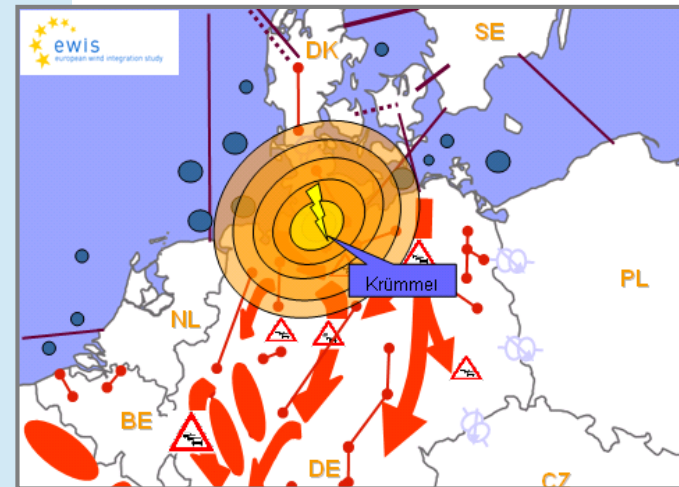 ewis
european wind integration study
DK
SE
Krümmel
PL
NL
BE
DE
CZ